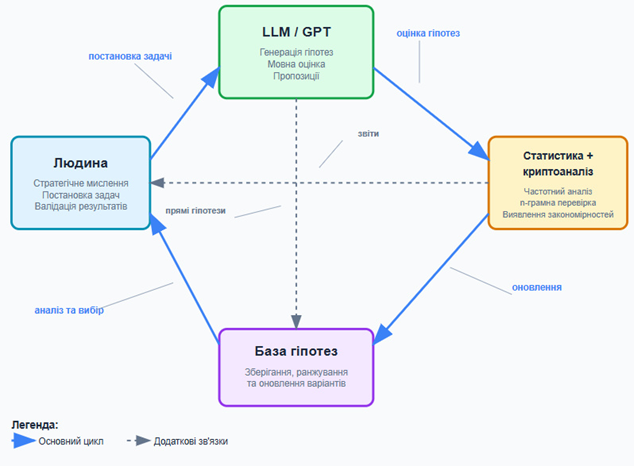 LLM / GPT
Генерація гіпотез
Мовна оцінка
Пропозиції
постановка задачі
оцінка гіпотез
звіти
Людина
Стратегічне мислення
Постановка задач
Валідація результатів
Статистика +
криптоаналіз
Частотний аналіз
n-грамна перевірка
Виявлення закономірностей
прямі гіпотези
аналіз та вибір
оновлення
База гіпотез
Зберігання, ранжування
та оновлення варіантів
Легенда:
Основний цикл
Додаткові зв'язки